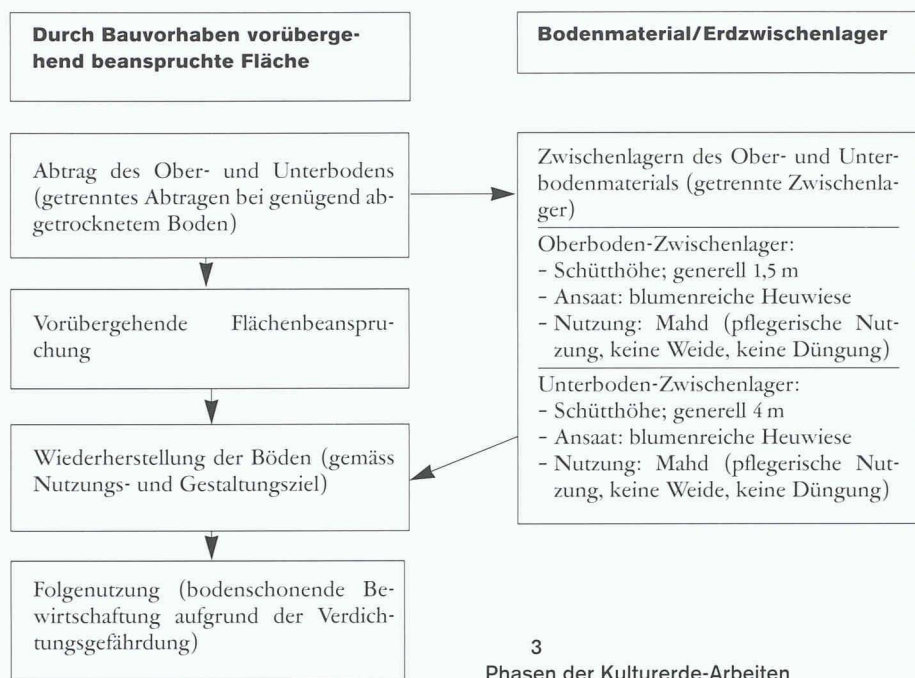 Durch Bauvorhaben vorüberge-
hend beanspruchte Fläche
Bodenmaterial/Erdzwischenlager
Abtrag des Ober- und Unterbodens
(getrenntes Abtragen bei genügend ab-
getrocknetem Boden)
Vorübergehende Flächenbeanspru-
chung
Wiederherstellung der Böden (gemäss
Nutzungs- und Gestaltungsziel)
Folgenutzung (bodenschonende Be-
wirtschaftung aufgrund der Verdich-
tungsgefährdung)
Zwischenlagern des Ober- und Unter-
bodenmaterials (getrennte Zwischenla-
ger)
Oberboden-Zwischenlager:
- Schütthöhe; generell 1,5 m
- Ansaat: blumenreiche Heuwiese
- Nutzung: Mahd (pflegerische Nut-
zung, keine Weide, keine Düngung)
Unterboden-Zwischenlager:
- Schütthöhe; generell 4 m
- Ansaat: blumenreiche Heuwiese
- Nutzung: Mahd (pflegerische Nut-
zung, keine Weide, keine Düngung)
3
Phasen der Kulturerde-Arbeiten